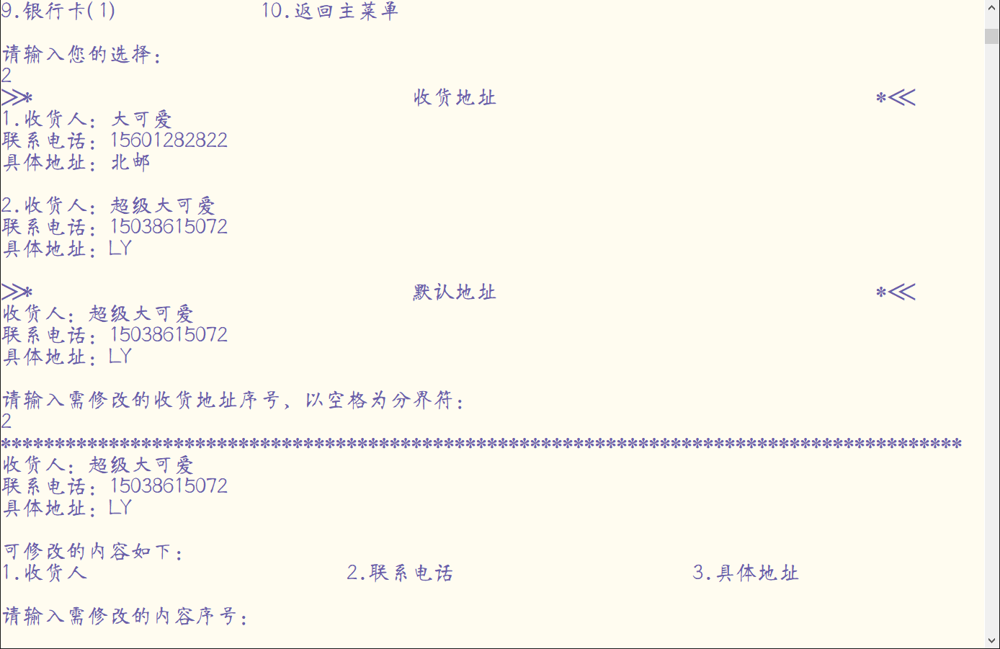 9.银行卡(1) 10.返回主菜单
请输入您的选择:
2
>>* 收货地址 *<<
1.收货人: 大可爱
联系电话: 15601282822
具体地址: 北邮
2.收货人: 超级大可爱
联系电话: 15038615072
具体地址: LY
>>* 默认地址 *<<
收货人: 超级大可爱
联系电话: 15038615072
具体地址: LY
请输入需修改的收货地址序号, 以空格为分界符:
2
*****************************************************************************************
收货人: 超级大可爱
联系电话: 15038615072
具体地址: LY
可修改的内容如下:
1.收货人 2.联系电话 3.具体地址
请输入需修改的内容序号: